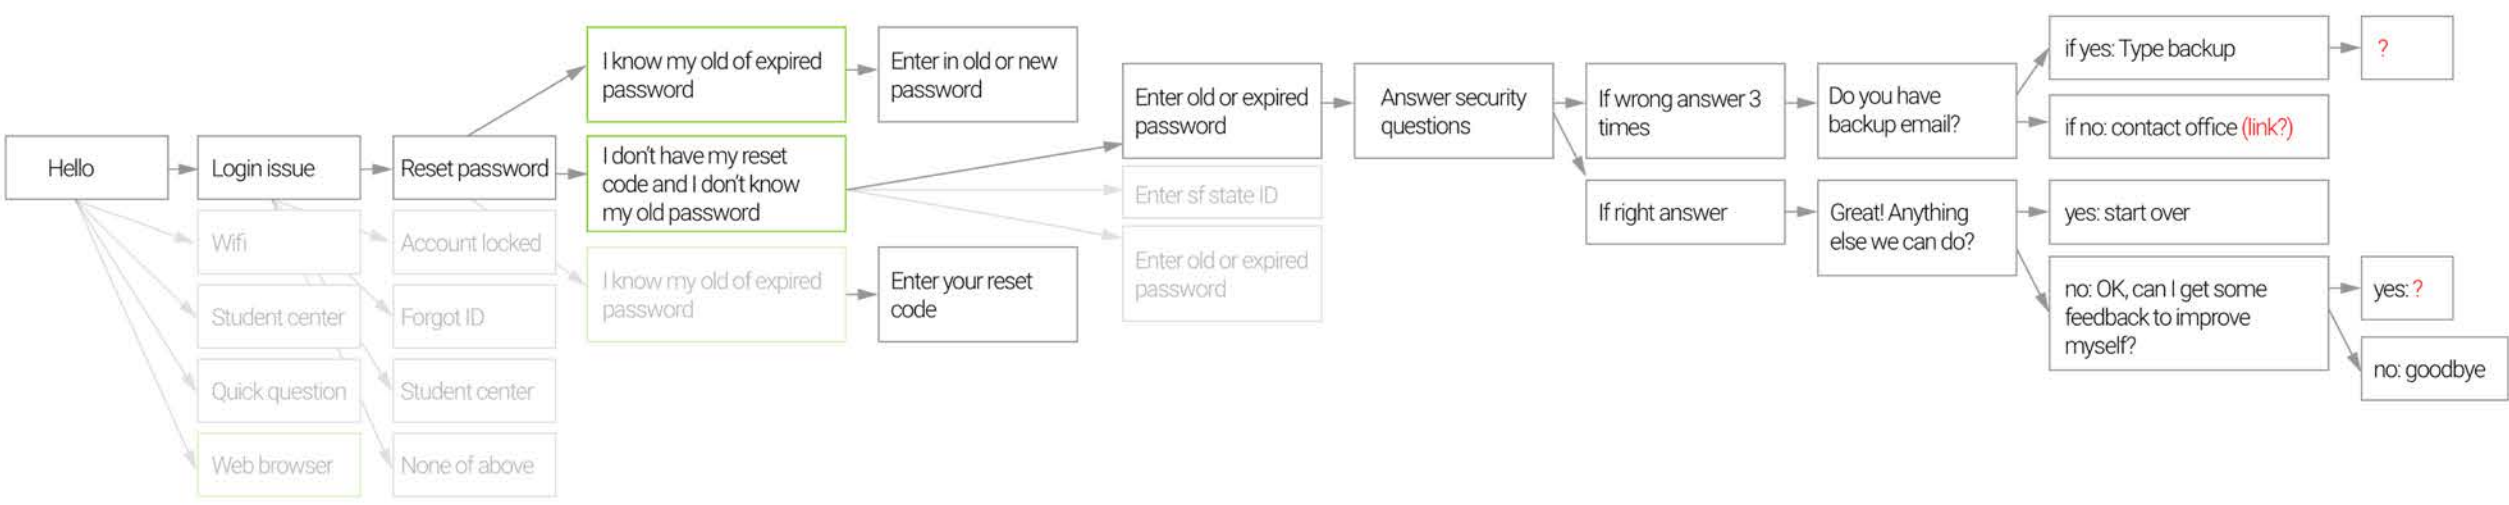 Hello
Login issue
Wifi
Student center
Quick question
Web browser
Reset password
Account locked
Forgot ID
Student center
None of above
I know my old of expired
password
I don't have my reset
code and I don't know
my old password
I know my old of expired
password
Enter in old or new
password
Enter your reset
code
Enter old or expired
password
Enter sf state ID
Enter old or expired
password
Answer security
questions
If wrong answer 3
times
If right answer
Do you have
backup email?
Great! Anything
else we can do?
if yes: Type backup
if no: contact office (link?)
yes: start over
no: OK, can I get some
feedback to improve
myself?
?
yes: ?
no: goodbye